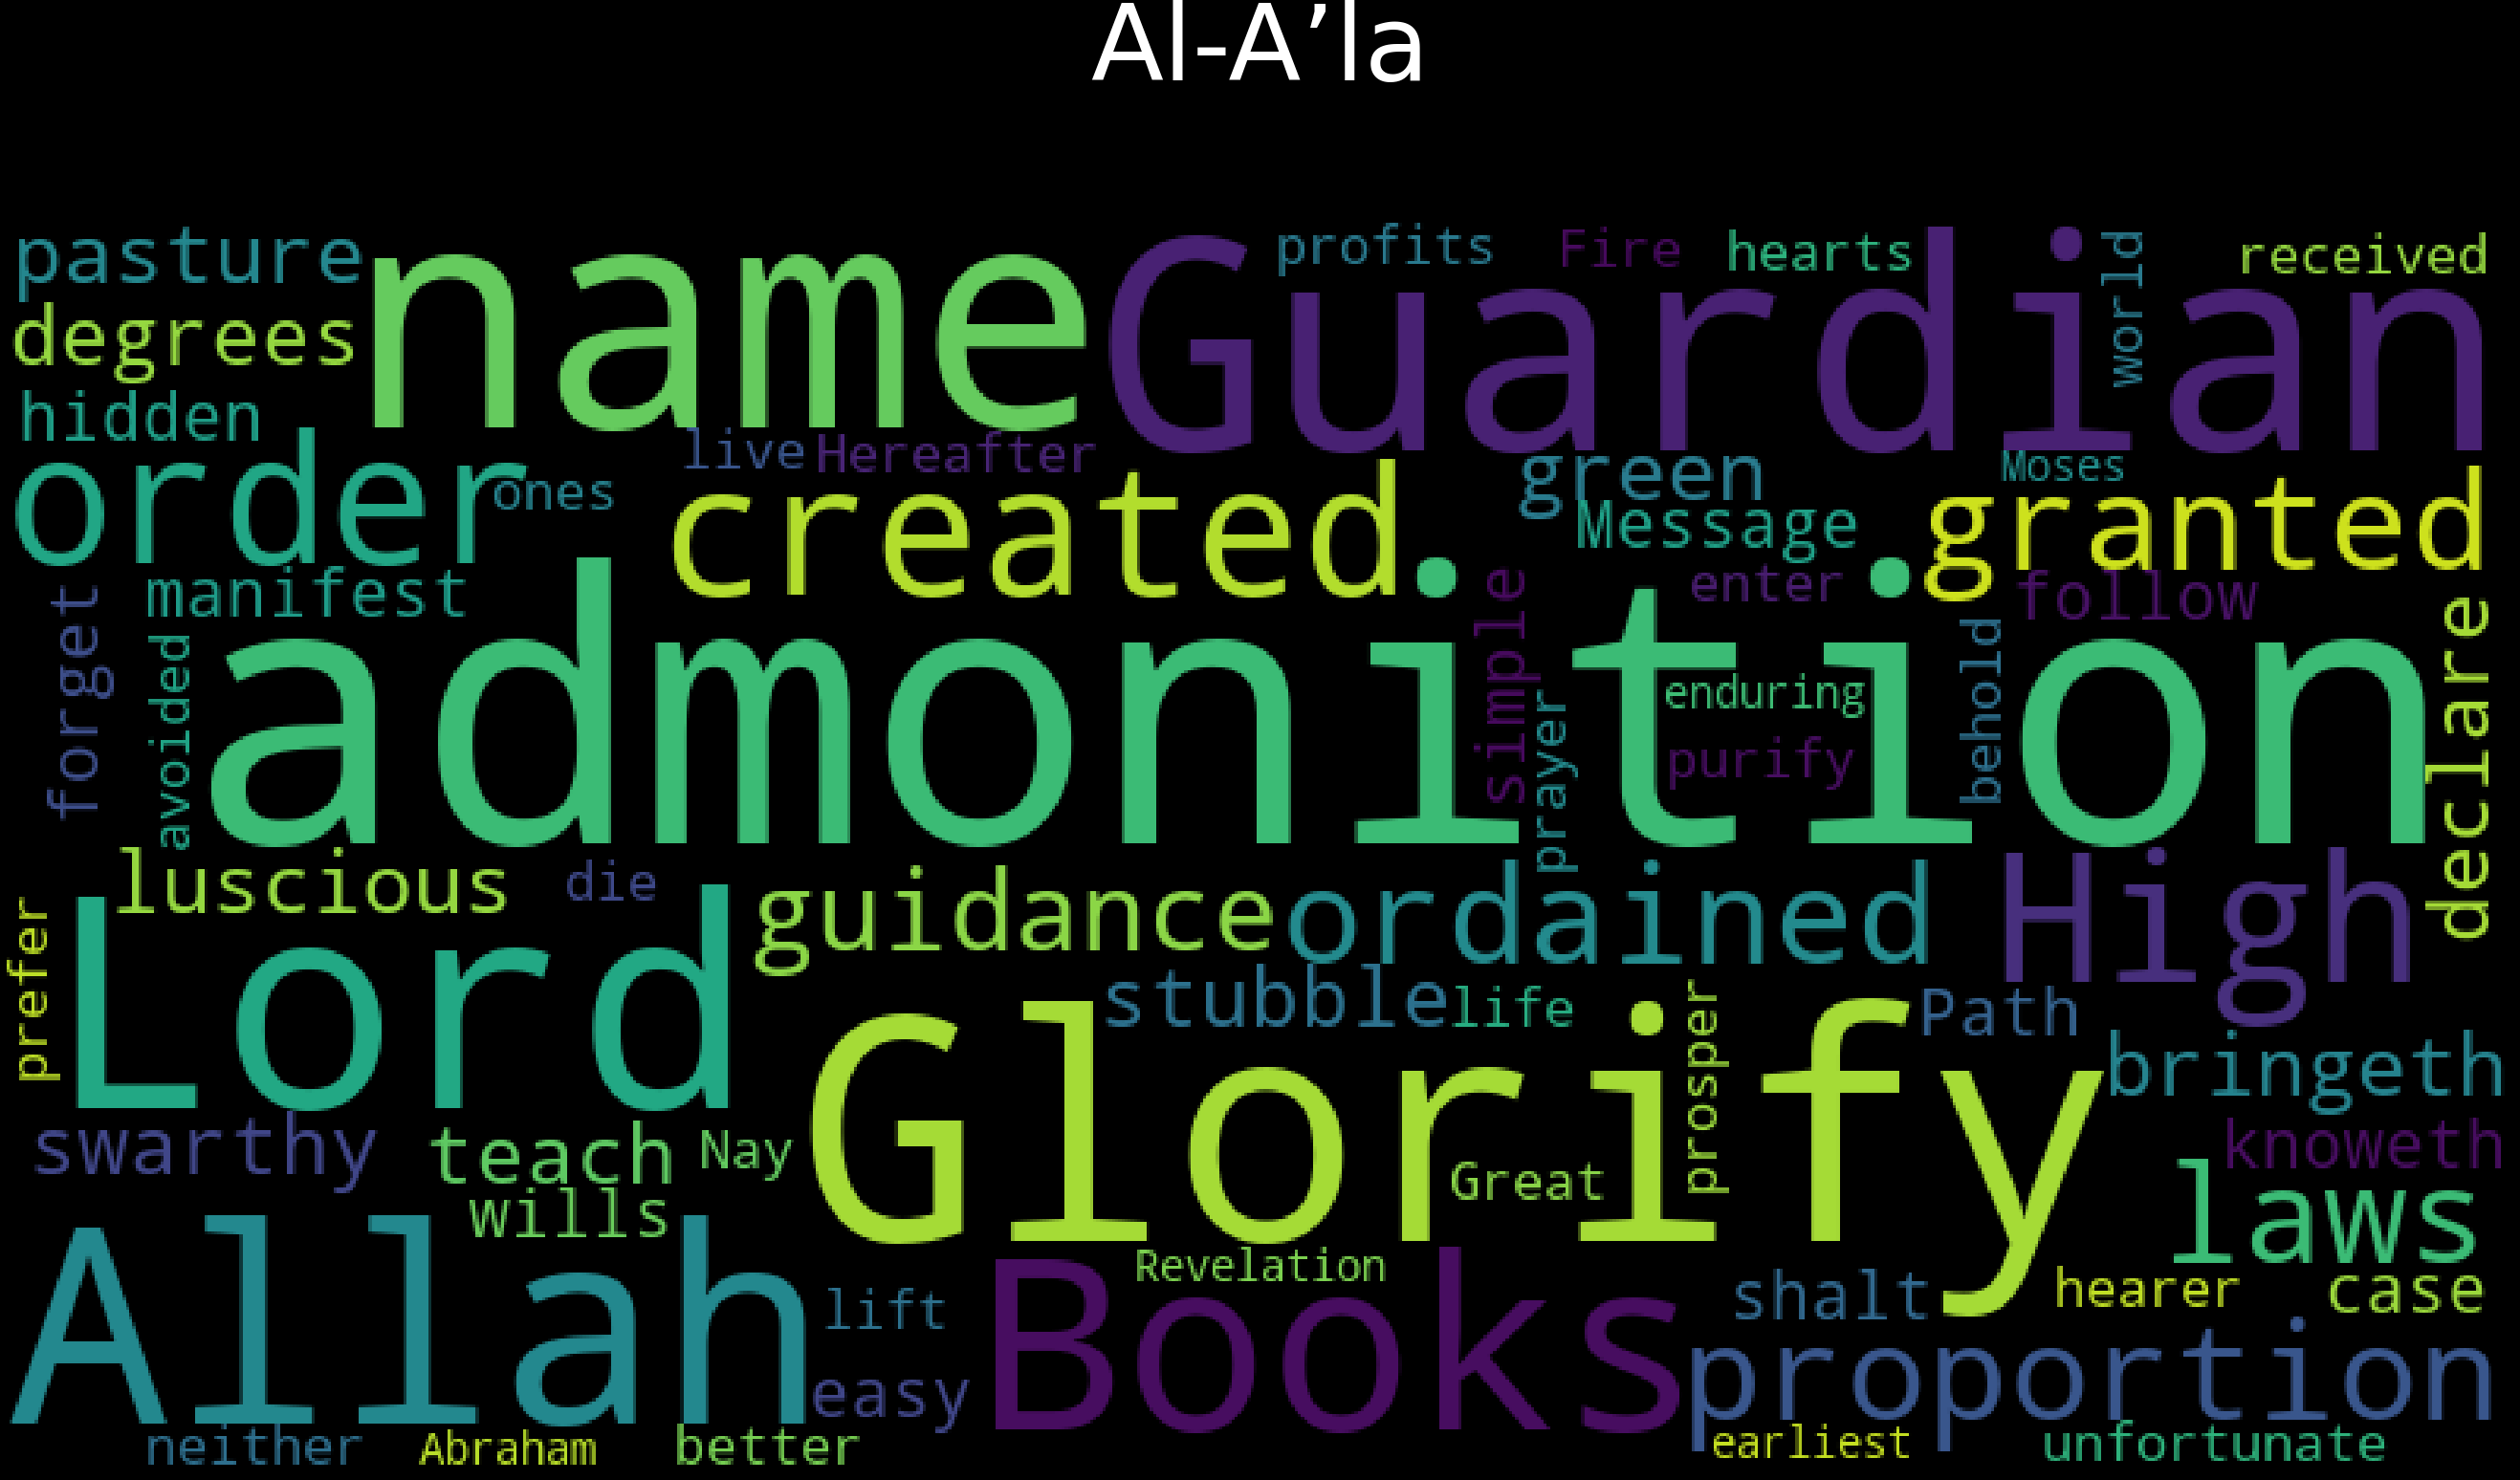 Al-A’la
pasture
name
Guardian
profits
Fire
hearts
world
received
degrees
hidden
order
ones
live
Hereafter
created
green
Message
Moses
granted
manifest
enter
follow
forget
avoided
admonition
simple
prayer
enduring
purify
behold
declare
luscious
die
guidance
ordained
High
prefer
Lord
stubble
life
Path
Glorify
prosper
bringeth
swarthy
teach
Nay
Great
knoweth
wills
laws
Allah
Revelation
lift
Books
shalt
hearer
case
easy
proportion
neither
Abraham
better
earliest
unfortunate